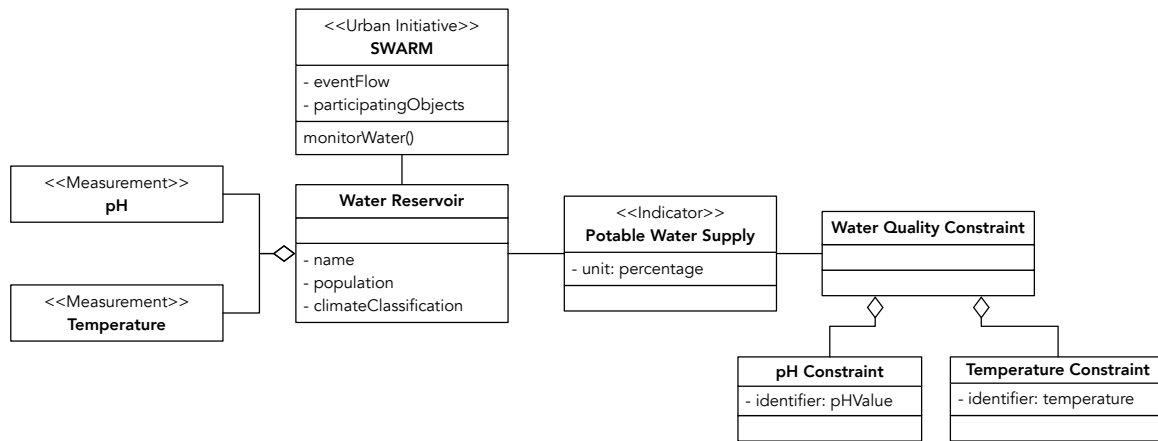 <<Urban Initiative>>
SWARM
- eventFlow
- participatingObjects
monitorWater()
<<Measurement>>
pH
<<Measurement>>
Temperature
Water Reservoir
- name
- population
- climateClassification
<<Indicator>>
Potable Water Supply
- unit: percentage
Water Quality Constraint
pH Constraint
- identifier: pHValue
Temperature Constraint
- identifier: temperature